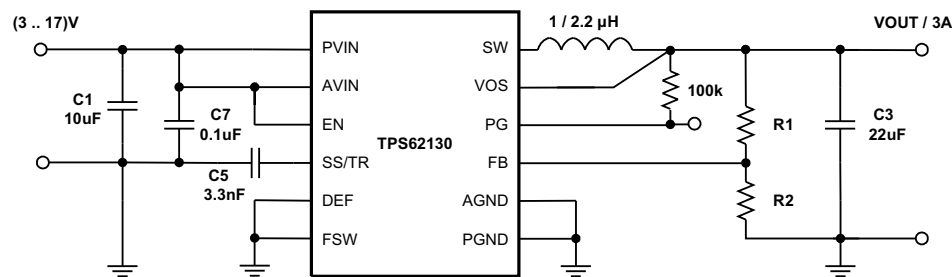 (3 .. 17)V
1 / 2.2 µH
VOUT / 3A
PVIN
SW
AVIN
VOS
C1
10uF
C7
0.1uF
100k
EN
PG
TPS62130
R1
C3
22uF
SS/TR
FB
C5
3.3nF
DEF
AGND
R2
FSW
PGND